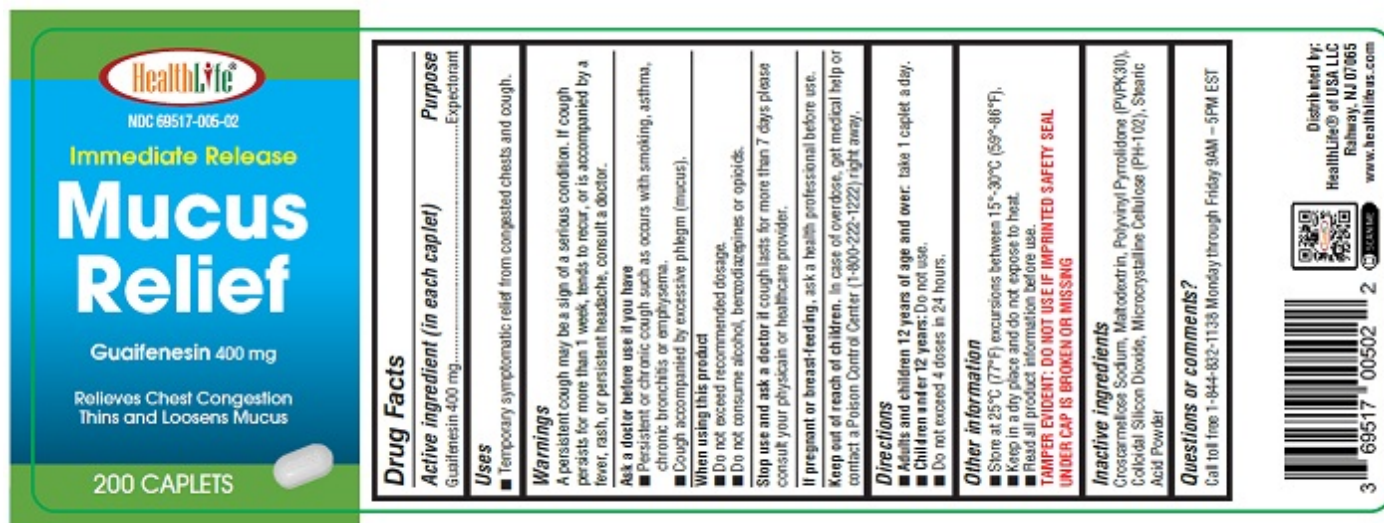 HealthLife®
NDC 69517-005-02
Immediate Release
Mucus
Relief
Guaifenesin 400 mg
Relieves Chest Congestion
Thins and Loosens Mucus
200 CAPLETS
Drug Facts
Active ingredient (in each caplet) Purpose
Guaifenesin 400 mg Expectorant
Uses
■ Temporary symptomatic relief from congested chests and cough.
Warnings
A persistent cough may be a sign of a serious condition. If cough
persists for more than 1 week, tends to recur, or is accompanied by a
fever, rash, or persistent headache, consult a doctor.
Ask a doctor before use if you have
■ Persistent or chronic cough such as occurs with smoking, asthma,
chronic bronchitis or emphysema.
■ Cough accompanied by excessive phlegm (mucus).
When using this product
■ Do not exceed recommended dosage.
■ Do not consume alcohol, benzodiazepines or opioids.
Stop use and ask a doctor if cough lasts for more than 7 days please
consult your physicain or healthcare provider.
If pregnant or breast-feeding, ask a health professional before use.
Keep out of reach of children. In case of overdose, get medical help or
contact a Poison Control Center (1-800-222-1222) right away.
Directions
■ Adults and children 12 years of age and over: take 1 caplet a day.
■ Children under 12 years: Do not use.
■ Do not exceed 4 doses in 24 hours.
Other information
■ Store at 25°C (77°F) excursions between 15°-30°C (59°-86°F).
■ Keep in a dry place and do not expose to heat.
■ Read all product information before use.
TAMPER EVIDENT: DO NOT USE IF IMPRINTED SAFETY SEAL
UNDER CAP IS BROKEN OR MISSING
Inactive ingredients
Croscarmellose Sodium, Maltodextrin, Polyvinyl Pyrrolidone (PVPK30),
Colloidal Silicon Dioxide, Microcrystalline Cellulose (PH-102), Stearic
Acid Powder
Questions or comments?
Call toll free 1-844-832-1138 Monday through Friday 9AM – 5PM EST
3 69517 00502 2
SCAN ME
Distributed by:
HealthLife® of USA LLC
Rahway, NJ 07065
www.healthlifeus.com